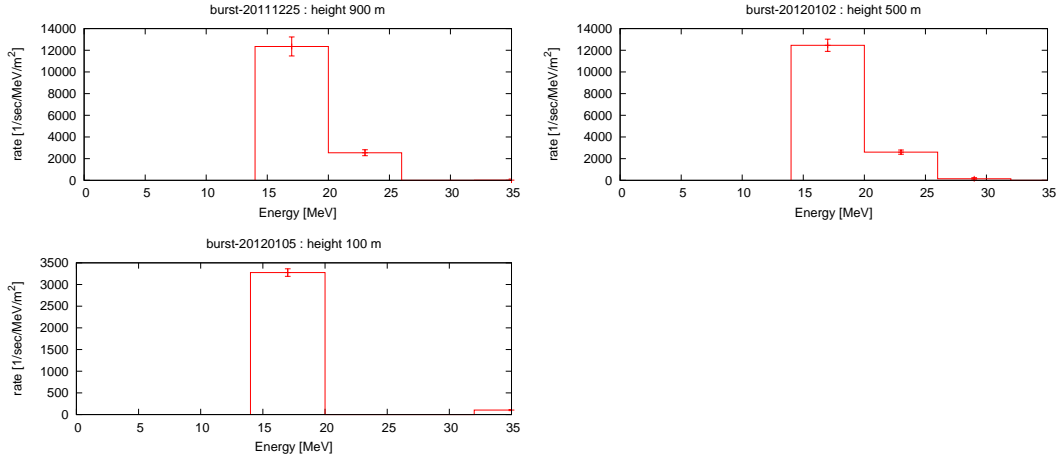 burst-20111225 : height 900 m
rate [1/sec/MeV/m²]
14000
12000
10000
8000
6000
4000
2000
0
0 5 10 15 20 25 30 35
Energy [MeV]
burst-20120102 : height 500 m
rate [1/sec/MeV/m²]
14000
12000
10000
8000
6000
4000
2000
0
0 5 10 15 20 25 30 35
Energy [MeV]
burst-20120105 : height 100 m
rate [1/sec/MeV/m²]
3500
3000
2500
2000
1500
1000
500
0
0 5 10 15 20 25 30 35
Energy [MeV]